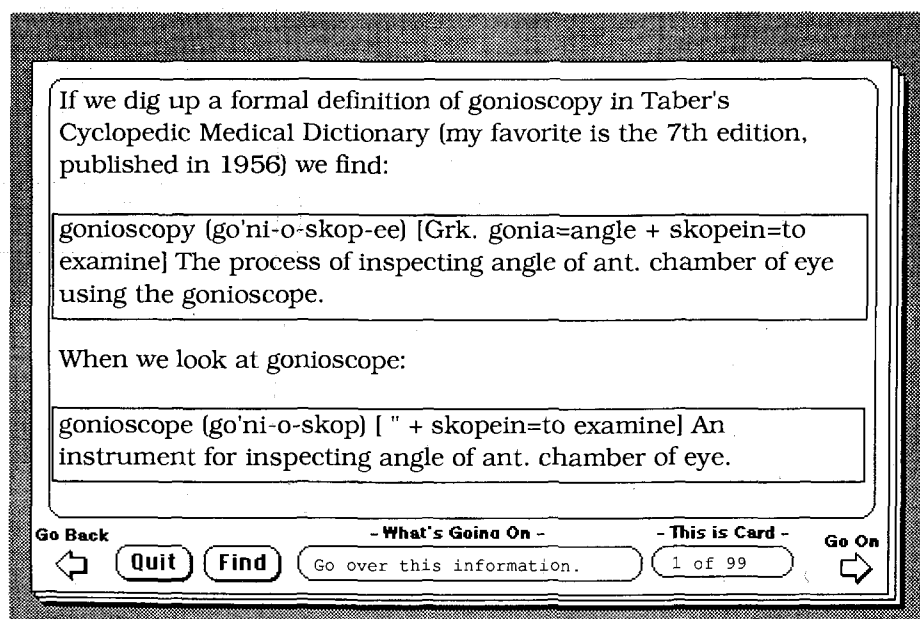 If we dig up a formal definition of gonioscopy in Taber's
Cyclopedic Medical Dictionary (my favorite is the 7th edition,
published in 1956) we find:
gonioscopy (go'ni-o-skop-ee) [Grk. gonia=angle + skopein=to
examine] The process of inspecting angle of ant. chamber of eye
using the gonioscope.
When we look at gonioscope:
gonioscope (go'ni-o-skop) [ " + skopein=to examine] An
instrument for inspecting angle of ant. chamber of eye.
Go Back
Quit
Find
- What's Going On -
Go over this information.
- This is Card -
1 of 99
Go On